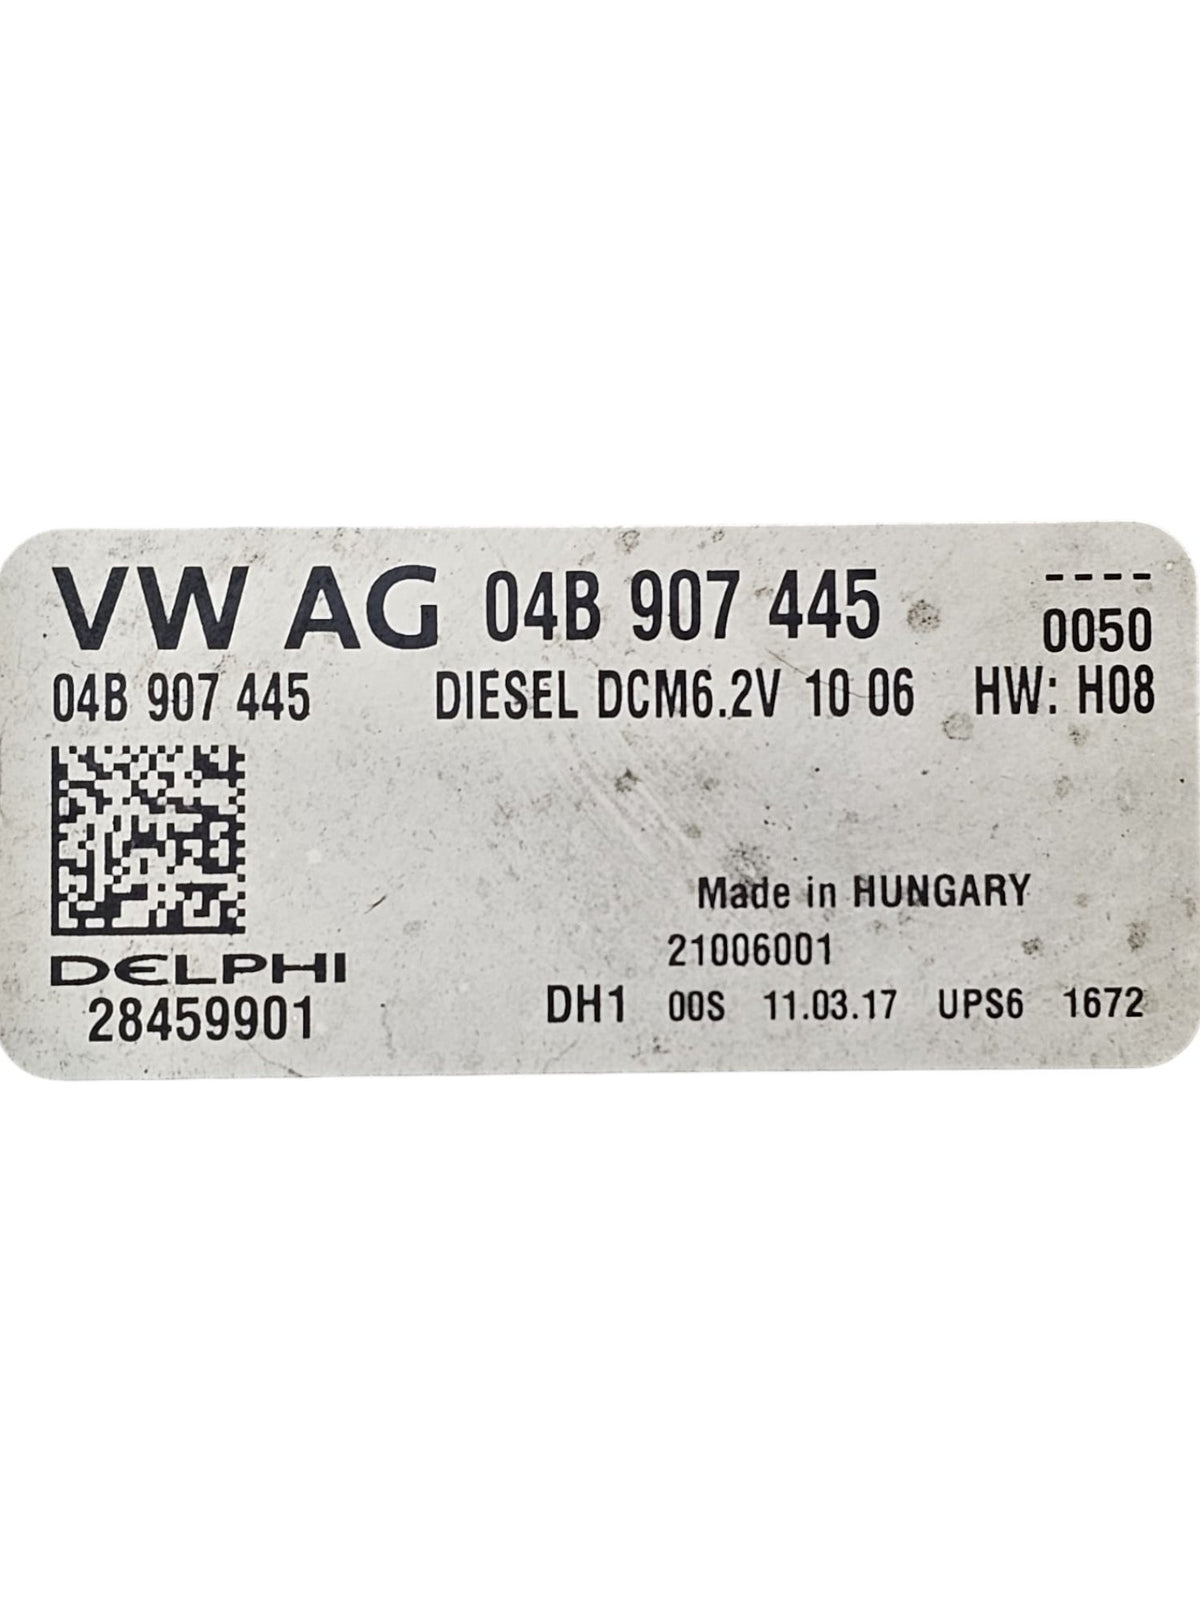 VW AG 04B 907 445 ----
0050
04B 907 445 DIESEL DCM6.2V 10 06 HW: H08
Made in HUNGARY
DELPHI 21006001
28459901 DH1 00S 11.03.17 UPS6 1672